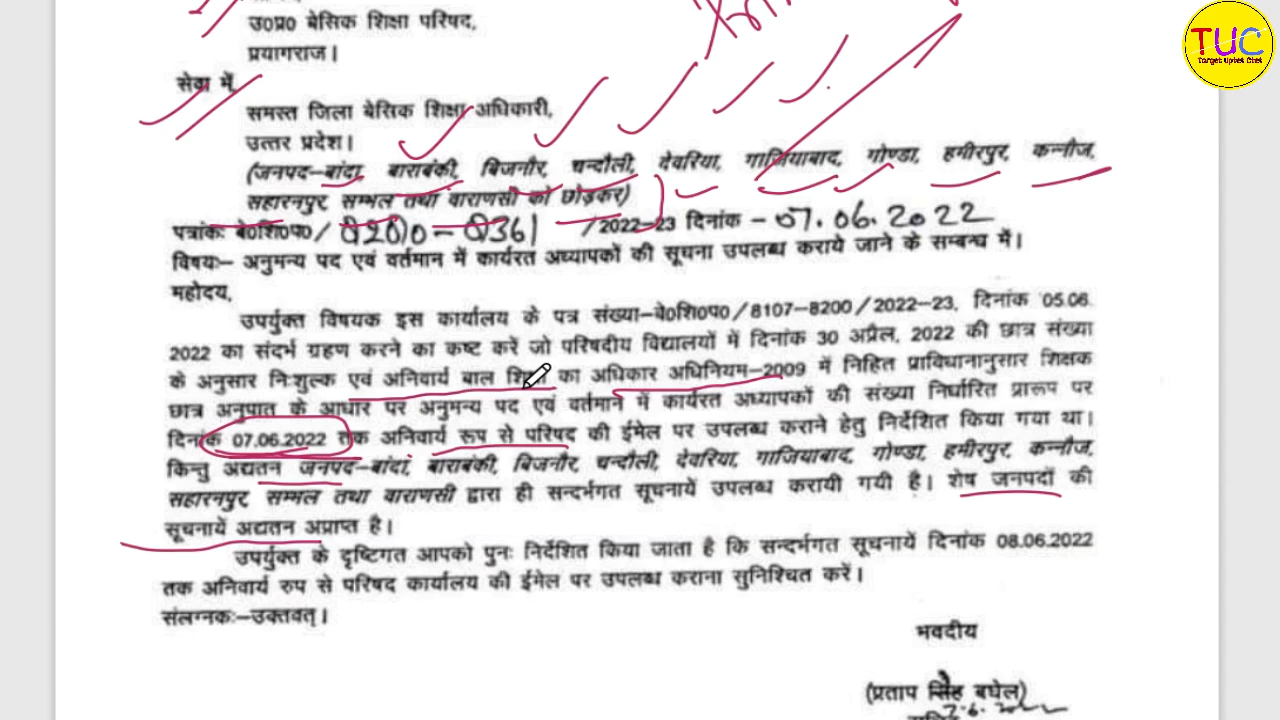 TUC
Target Uptet Ctet
उ0प्र0 बेसिक शिक्षा परिषद,
प्रयागराज।
सेवा में,
समस्त जिला बेसिक शिक्षा अधिकारी,
उत्तर प्रदेश।
(जनपद-बांदा, बाराबंकी, बिजनौर, चन्दौली, देवरिया, गाजियाबाद, गोण्डा, हमीरपुर, कन्नौज,
सहारनपुर, सम्भल तथा वाराणसी को छोड़कर)
पत्रांकः बे0शि0प0/ /2022-23 दिनांक - 07.06.2022
विषयः- अनुमन्य पद एवं वर्तमान में कार्यरत अध्यापकों की सूचना उपलब्ध कराये जाने के सम्बन्ध में।
महोदय,
उपर्युक्त विषयक इस कार्यालय के पत्र संख्या-बे0शि0प0/8107-8200/2022-23, दिनांक 05.06.
2022 का संदर्भ ग्रहण करने का कष्ट करें जो परिषदीय विद्यालयों में दिनांक 30 अप्रैल, 2022 की छात्र संख्या
के अनुसार निःशुल्क एवं अनिवार्य बाल शिक्षा का अधिकार अधिनियम-2009 में निहित प्राविधानानुसार शिक्षक
छात्र अनुपात के आधार पर अनुमन्य पद एवं वर्तमान में कार्यरत अध्यापकों की संख्या निर्धारित प्रारूप पर
दिनांक 07.06.2022 तक अनिवार्य रूप से परिषद की ईमेल पर उपलब्ध कराने हेतु निर्देशित किया गया था।
किन्तु अद्यतन जनपद-बांदा, बाराबंकी, बिजनौर, चन्दौली, देवरिया, गाजियाबाद, गोण्डा, हमीरपुर, कन्नौज,
सहारनपुर, सम्भल तथा वाराणसी द्वारा ही सन्दर्भगत सूचनायें उपलब्ध करायी गयी है। शेष जनपदों की
सूचनायें अद्यतन अप्राप्त है।
उपर्युक्त के दृष्टिगत आपको पुनः निर्देशित किया जाता है कि सन्दर्भगत सूचनायें दिनांक 08.06.2022
तक अनिवार्य रुप से परिषद कार्यालय की ईमेल पर उपलब्ध कराना सुनिश्चित करें।
संलग्नकः-उक्तवत्।
भवदीय
(प्रताप सिंह बघेल)